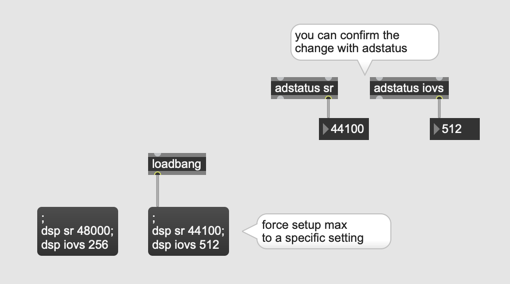 you can confirm the
change with adstatus
adstatus sr
adstatus iovs
44100
512
loadbang
;
dsp sr 48000;
dsp iovs 256
;
dsp sr 44100;
dsp iovs 512
force setup max
to a specific setting